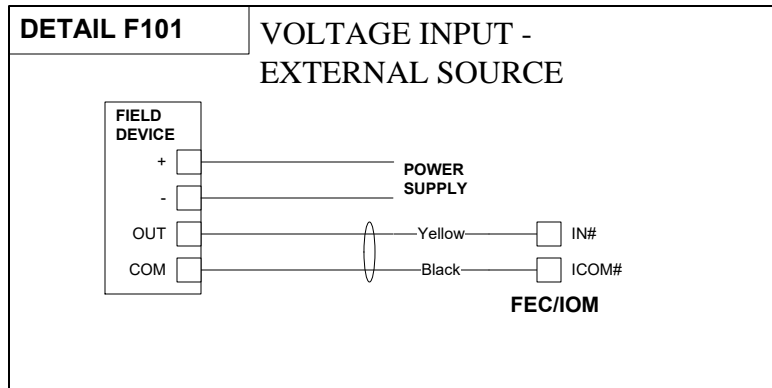 DETAIL F101
VOLTAGE INPUT -
EXTERNAL SOURCE
FIELD
DEVICE
+
-
OUT
COM
POWER
SUPPLY
Yellow
IN#
Black
ICOM#
FEC/IOM